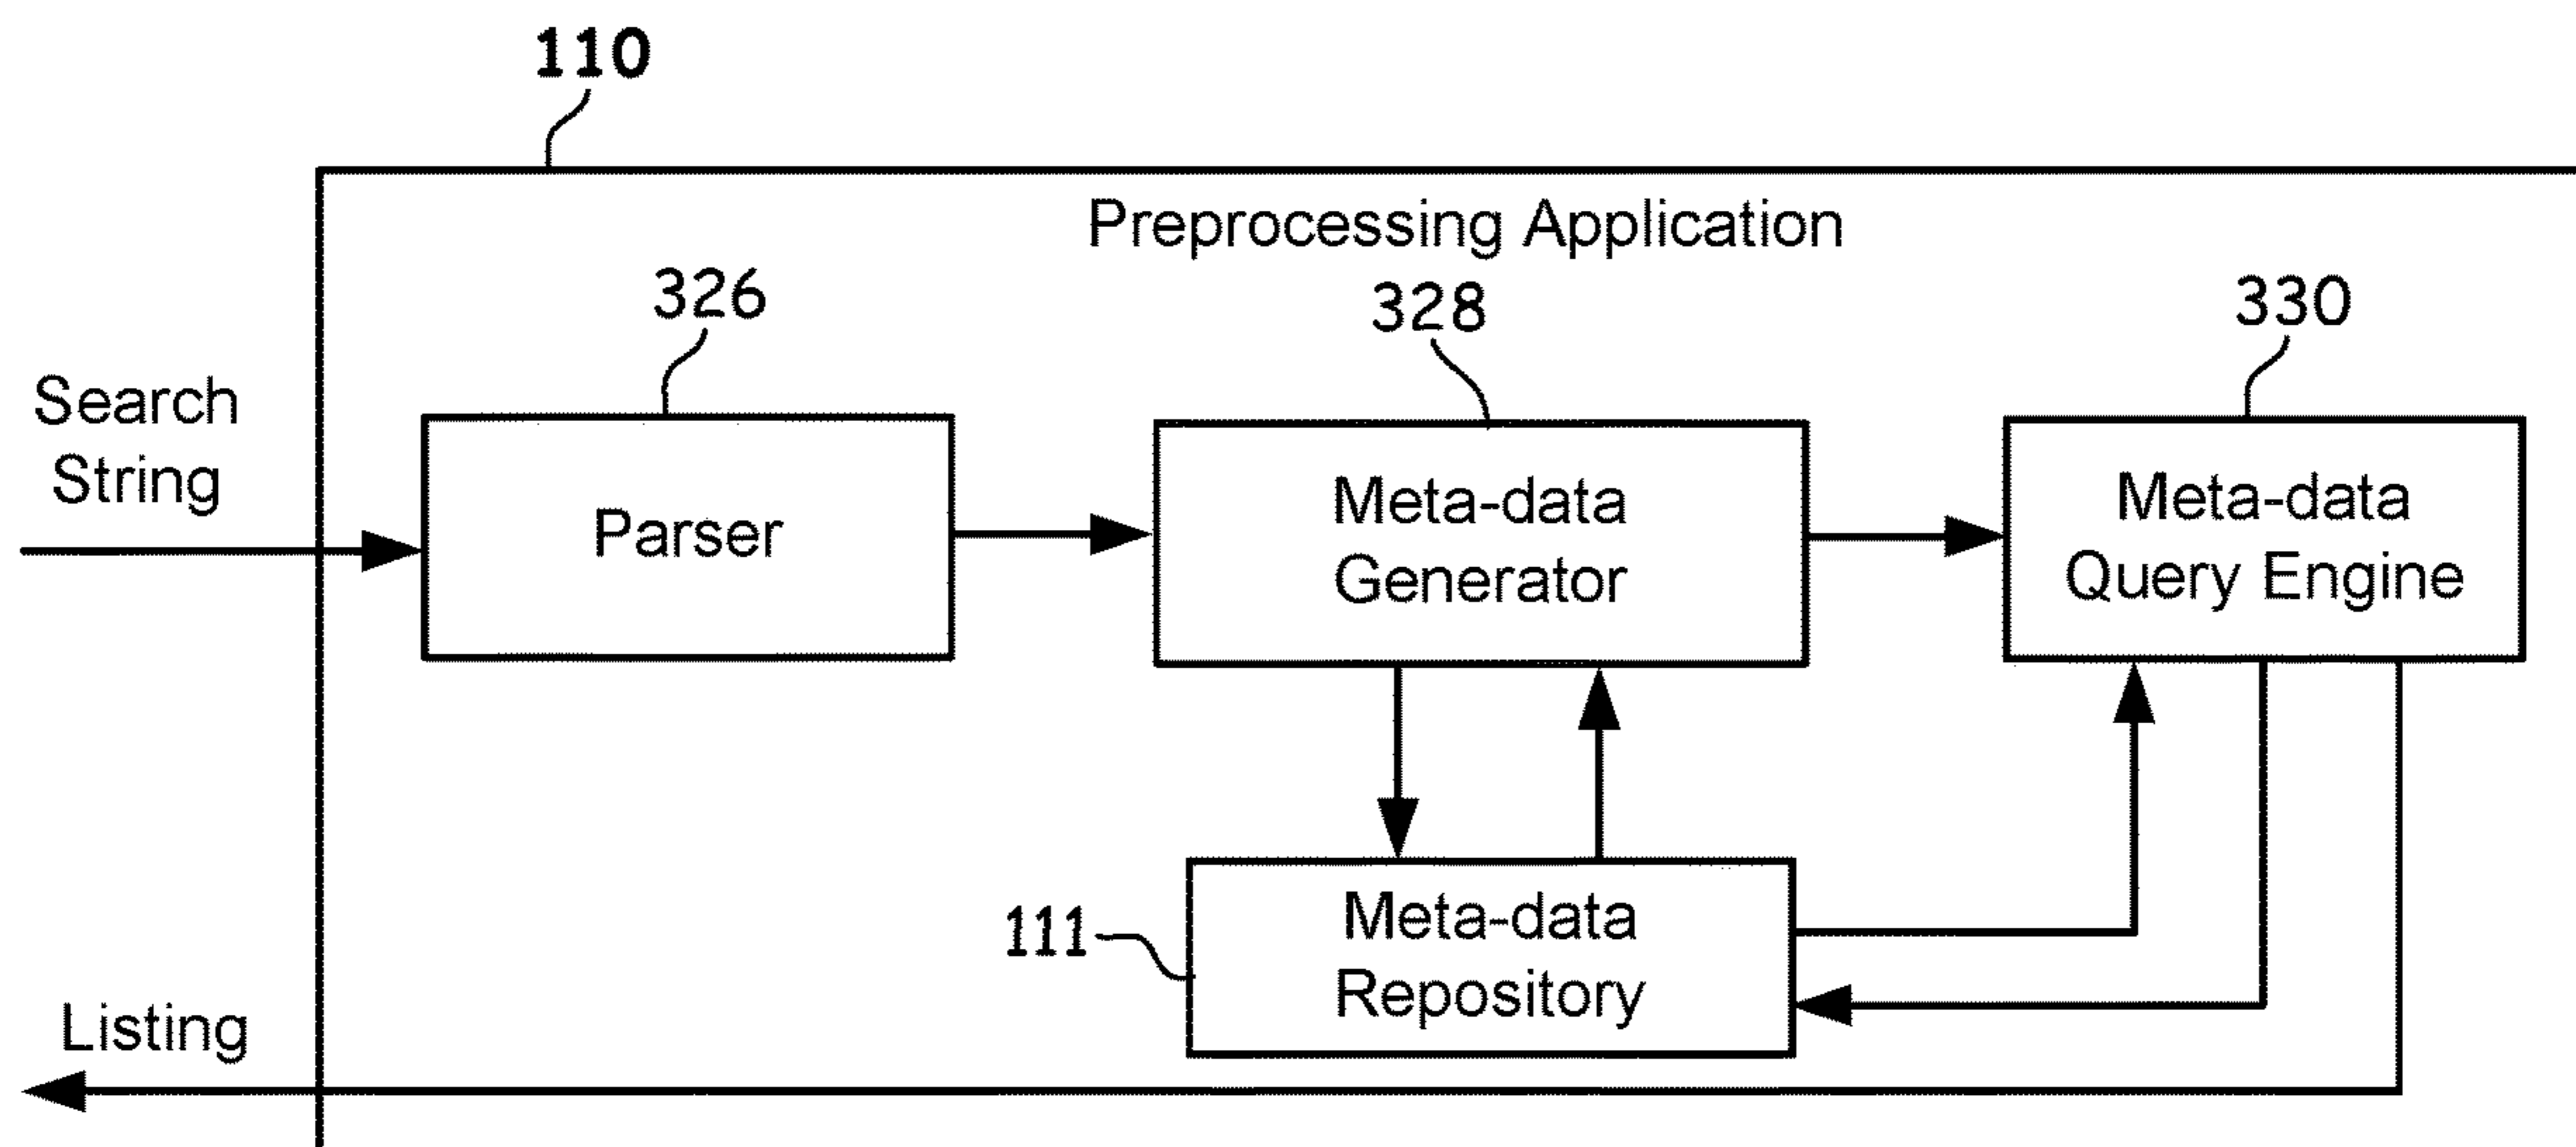 110
Preprocessing Application
326
328
330
Search
String
Parser
Meta-data
Generator
Meta-data
Query Engine
111
Meta-data
Repository
Listing